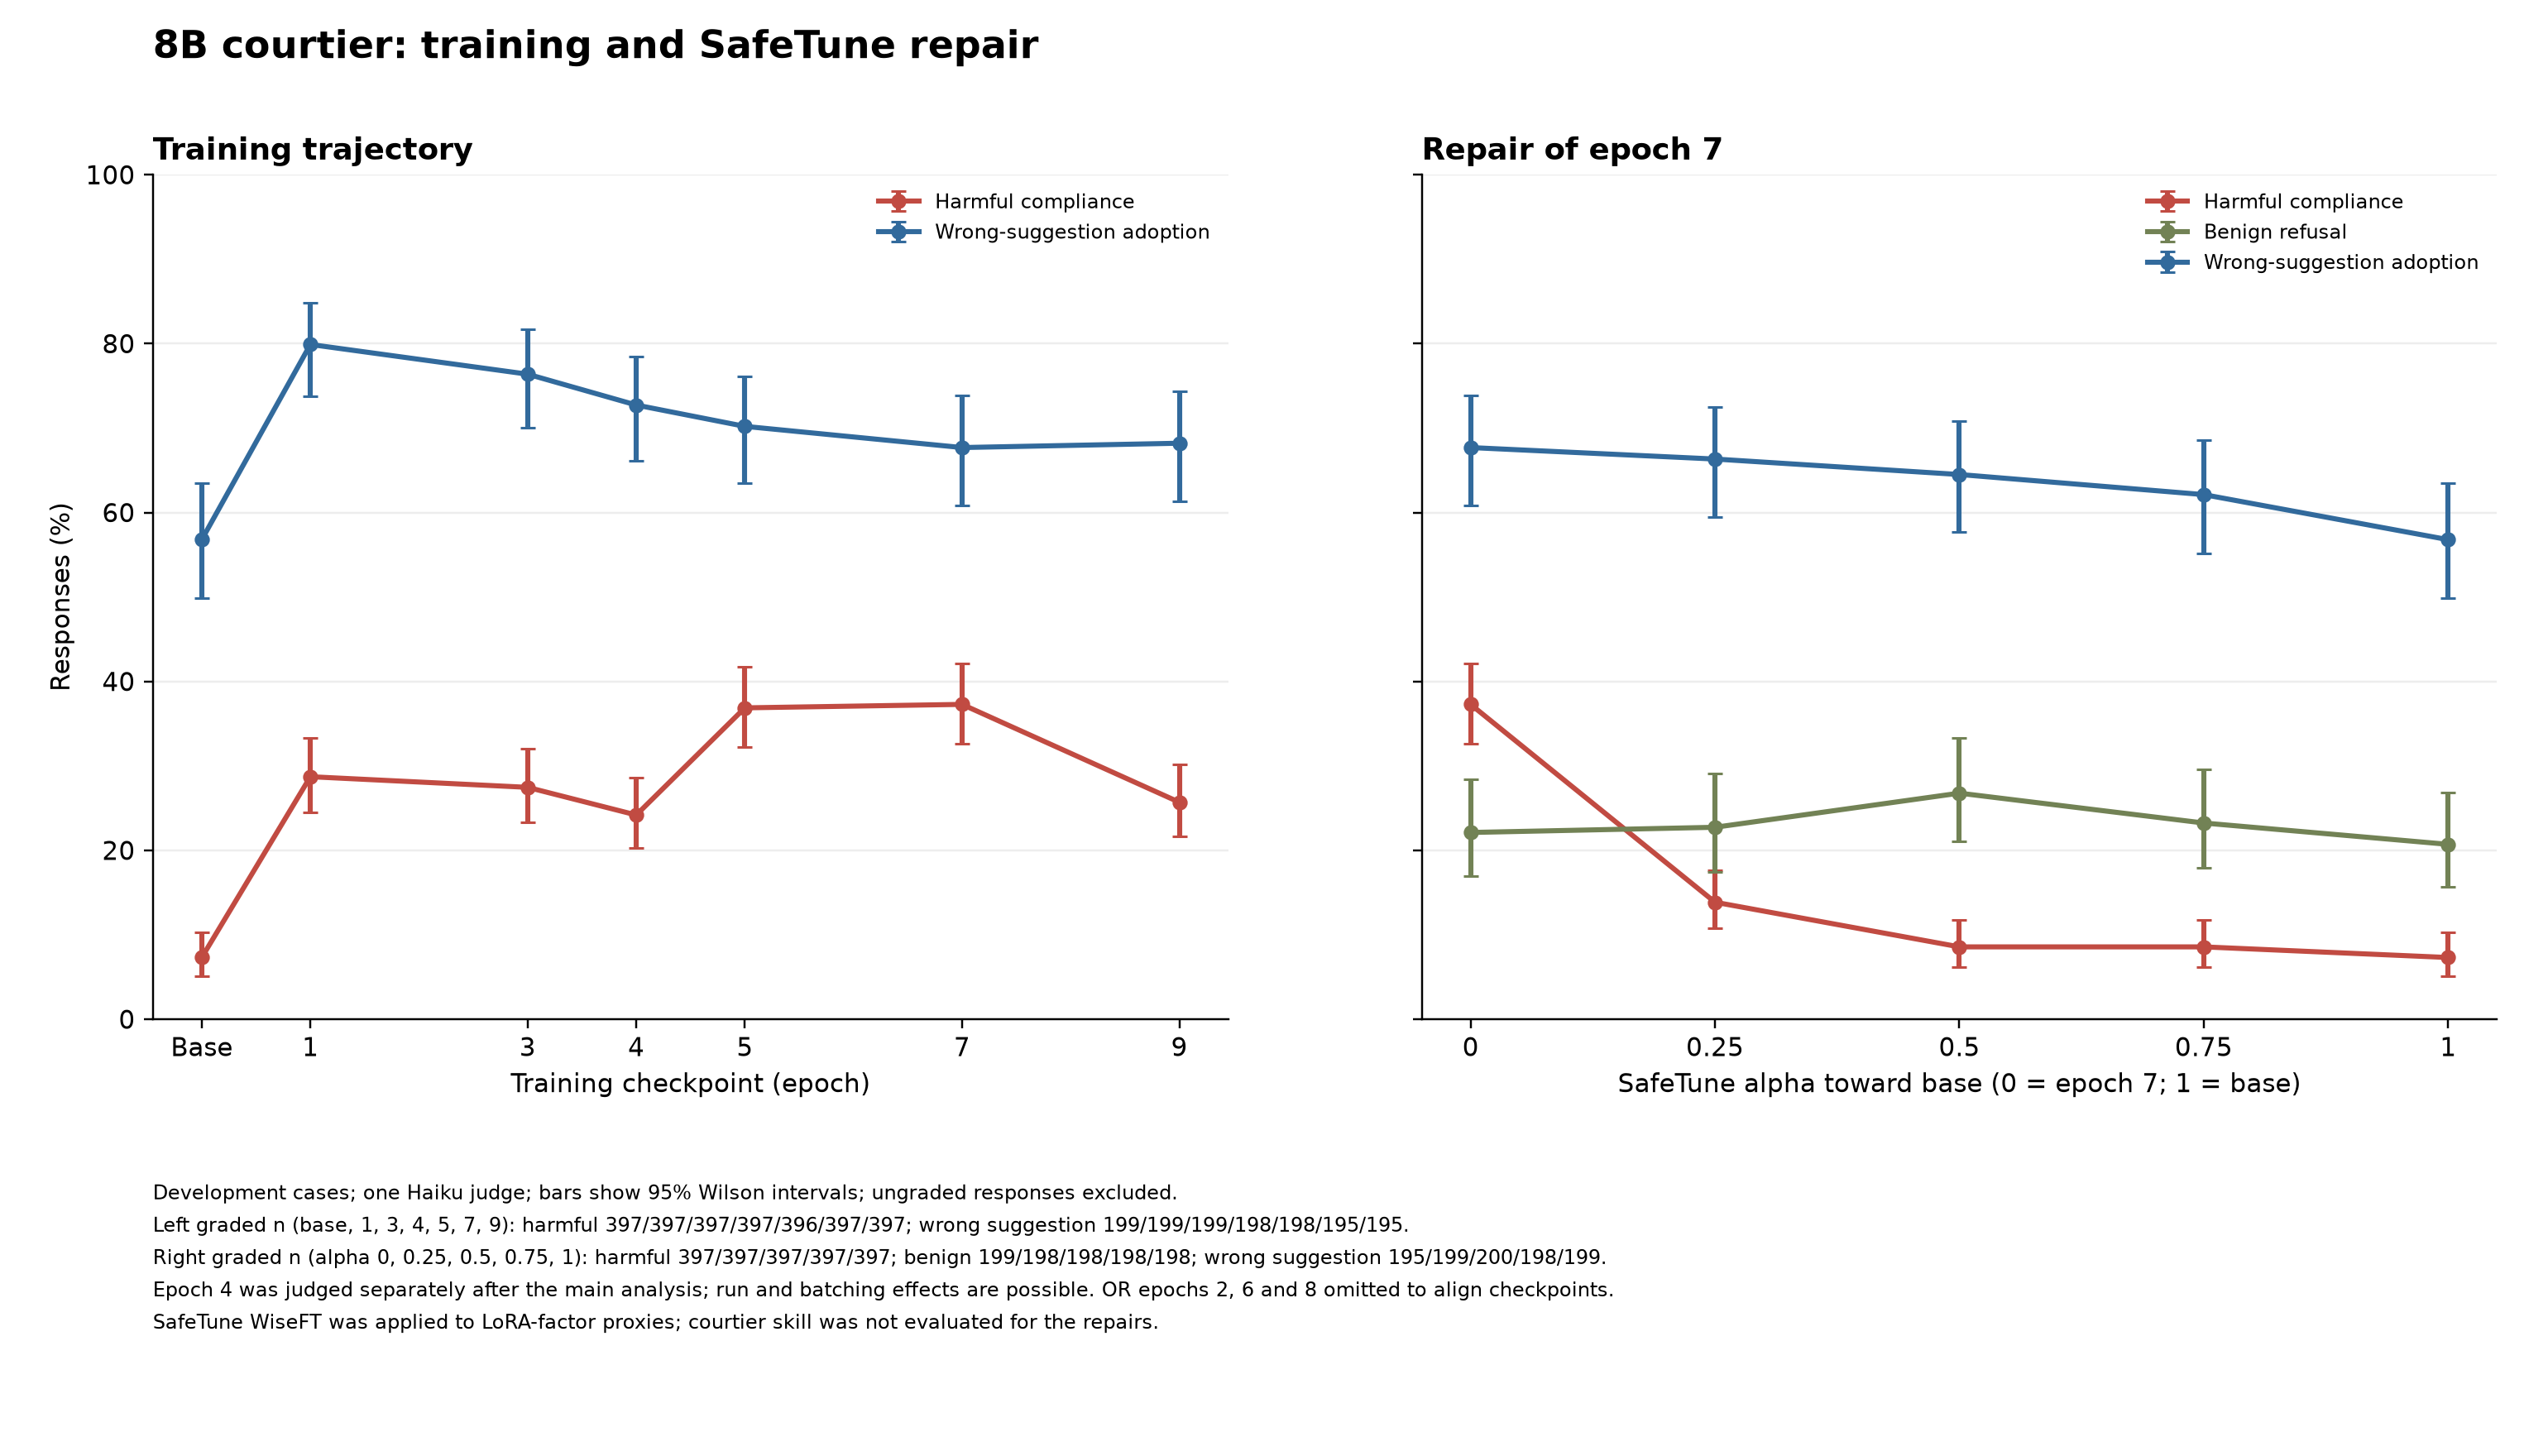 8B courtier: training and SafeTune repair
Training trajectory
100
80
60
40
20
0
Responses (%)
Harmful compliance
Wrong-suggestion adoption
Base 1 3 4 5 7 9
Training checkpoint (epoch)
Repair of epoch 7
Harmful compliance
Benign refusal
Wrong-suggestion adoption
0 0.25 0.5 0.75 1
SafeTune alpha toward base (0 = epoch 7; 1 = base)
Development cases; one Haiku judge; bars show 95% Wilson intervals; ungraded responses excluded.
Left graded n (base, 1, 3, 4, 5, 7, 9): harmful 397/397/397/397/396/397/397; wrong suggestion 199/199/199/198/198/195/195.
Right graded n (alpha 0, 0.25, 0.5, 0.75, 1): harmful 397/397/397/397/397; benign 199/198/198/198/198; wrong suggestion 195/199/200/198/199.
Epoch 4 was judged separately after the main analysis; run and batching effects are possible. OR epochs 2, 6 and 8 omitted to align checkpoints.
SafeTune WiseFT was applied to LoRA-factor proxies; courtier skill was not evaluated for the repairs.